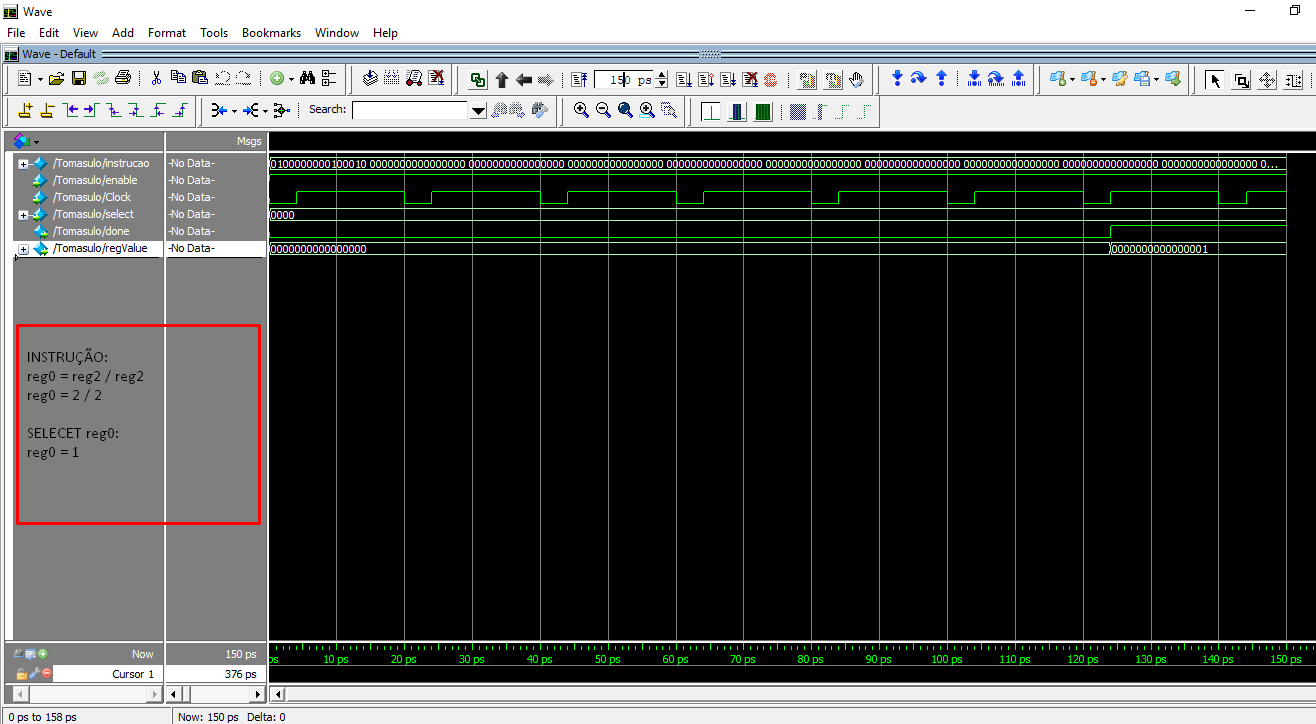 Wave
File Edit View Add Format Tools Bookmarks Window Help
Wave - Default
150 ps
Search:
Msgs
/Tomasulo/instrucao -No Data- 0100000000100010 0000000000000000 0000000000000000 0000000000000000 0000000000000000 0000000000000000 0000000000000000 0000000000000000 0000000000000000 0000000000000000 0...
/Tomasulo/enable -No Data-
/Tomasulo/Clock -No Data-
/Tomasulo/select -No Data- 0000
/Tomasulo/done -No Data-
/Tomasulo/regValue -No Data- 0000000000000000 0000000000000001
INSTRUÇÃO:
reg0 = reg2 / reg2
reg0 = 2 / 2
SELECET reg0:
reg0 = 1
Now 150 ps
ps 10 ps 20 ps 30 ps 40 ps 50 ps 60 ps 70 ps 80 ps 90 ps 100 ps 110 ps 120 ps 130 ps 140 ps 150 ps
Cursor 1 376 ps
0 ps to 158 ps Now: 150 ps Delta: 0